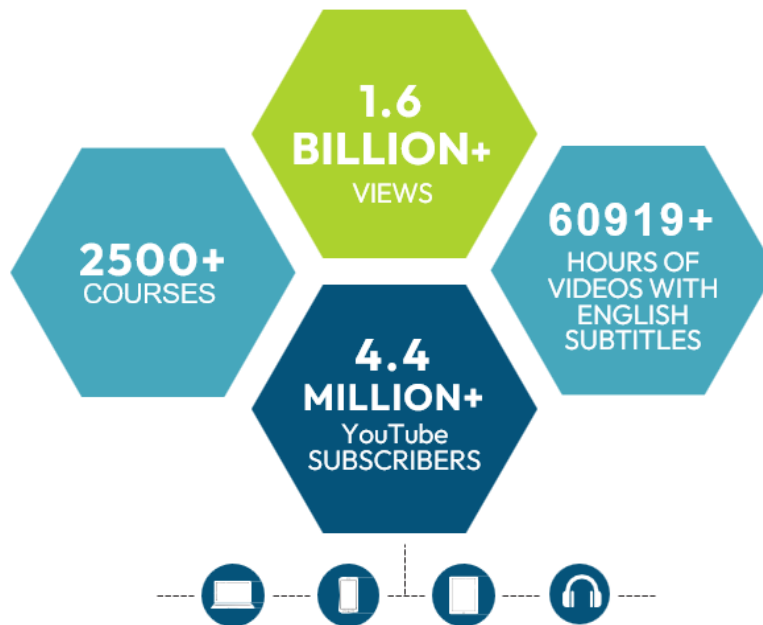 1.6
BILLION+
VIEWS
2500+
COURSES
60919+
HOURS OF
VIDEOS WITH
ENGLISH
SUBTITLES
4.4
MILLION+
YouTube
SUBSCRIBERS